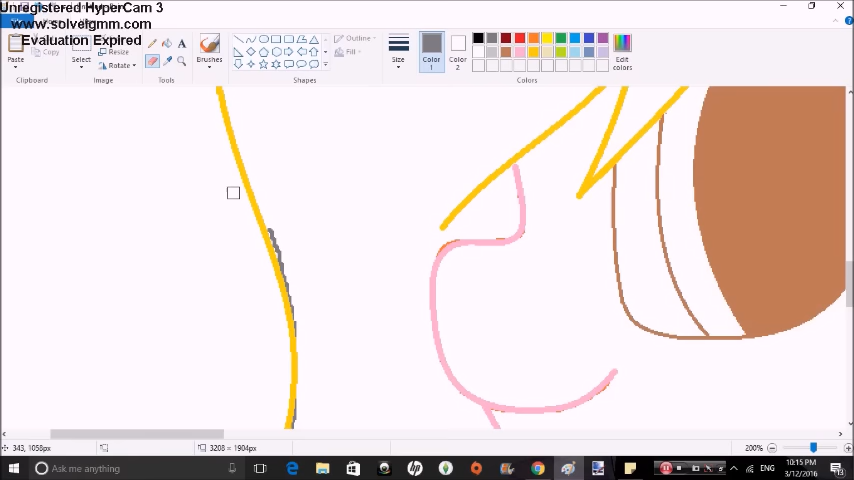 Unregistered HyperCam 3
www.solveigmm.com
Evaluation Expired
Paste
Copy
Select
Resize
Rotate
Brushes
Outline
Fill
Size
Color 1
Color 2
Edit colors
Clipboard
Image
Tools
Shapes
Colors
343, 1058px
3208 × 1904px
200%
Ask me anything
ENG
10:15 PM
3/12/2016